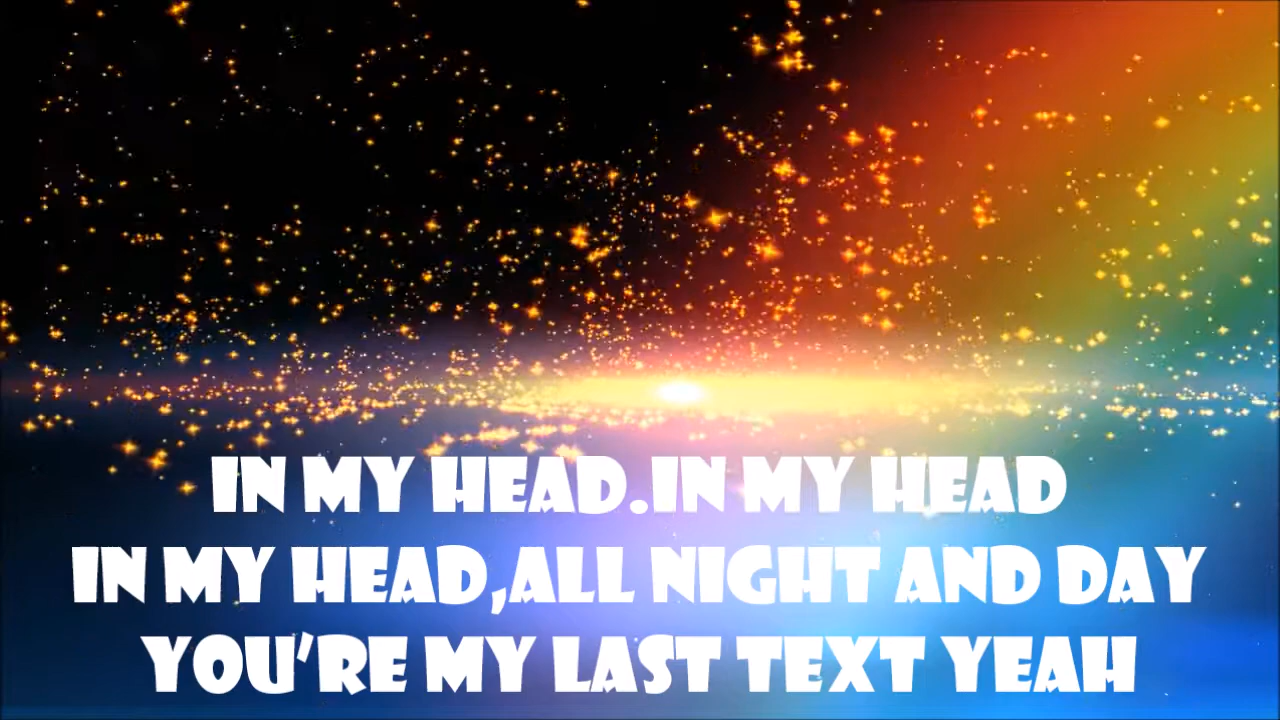 IN MY HEAD.IN MY HEAD
IN MY HEAD,ALL NIGHT AND DAY
YOU'RE MY LAST TEXT YEAH